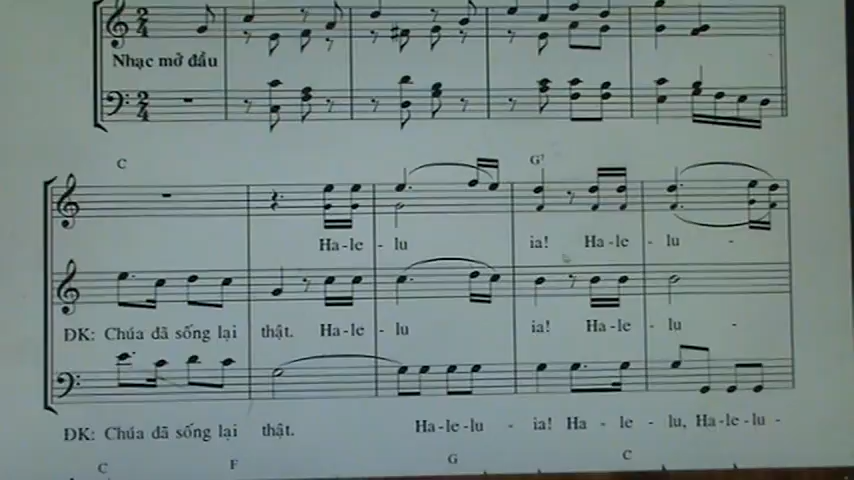 Nhạc mở đầu
C
G7
Ha-le - lu ia! Ha-le - lu -
ĐK: Chúa đã sống lại thật. Ha-le - lu ia! Ha-le - lu -
ĐK: Chúa đã sống lại thật. Ha-le-lu - ia! Ha - le - lu, Ha-le-lu -
C F G C